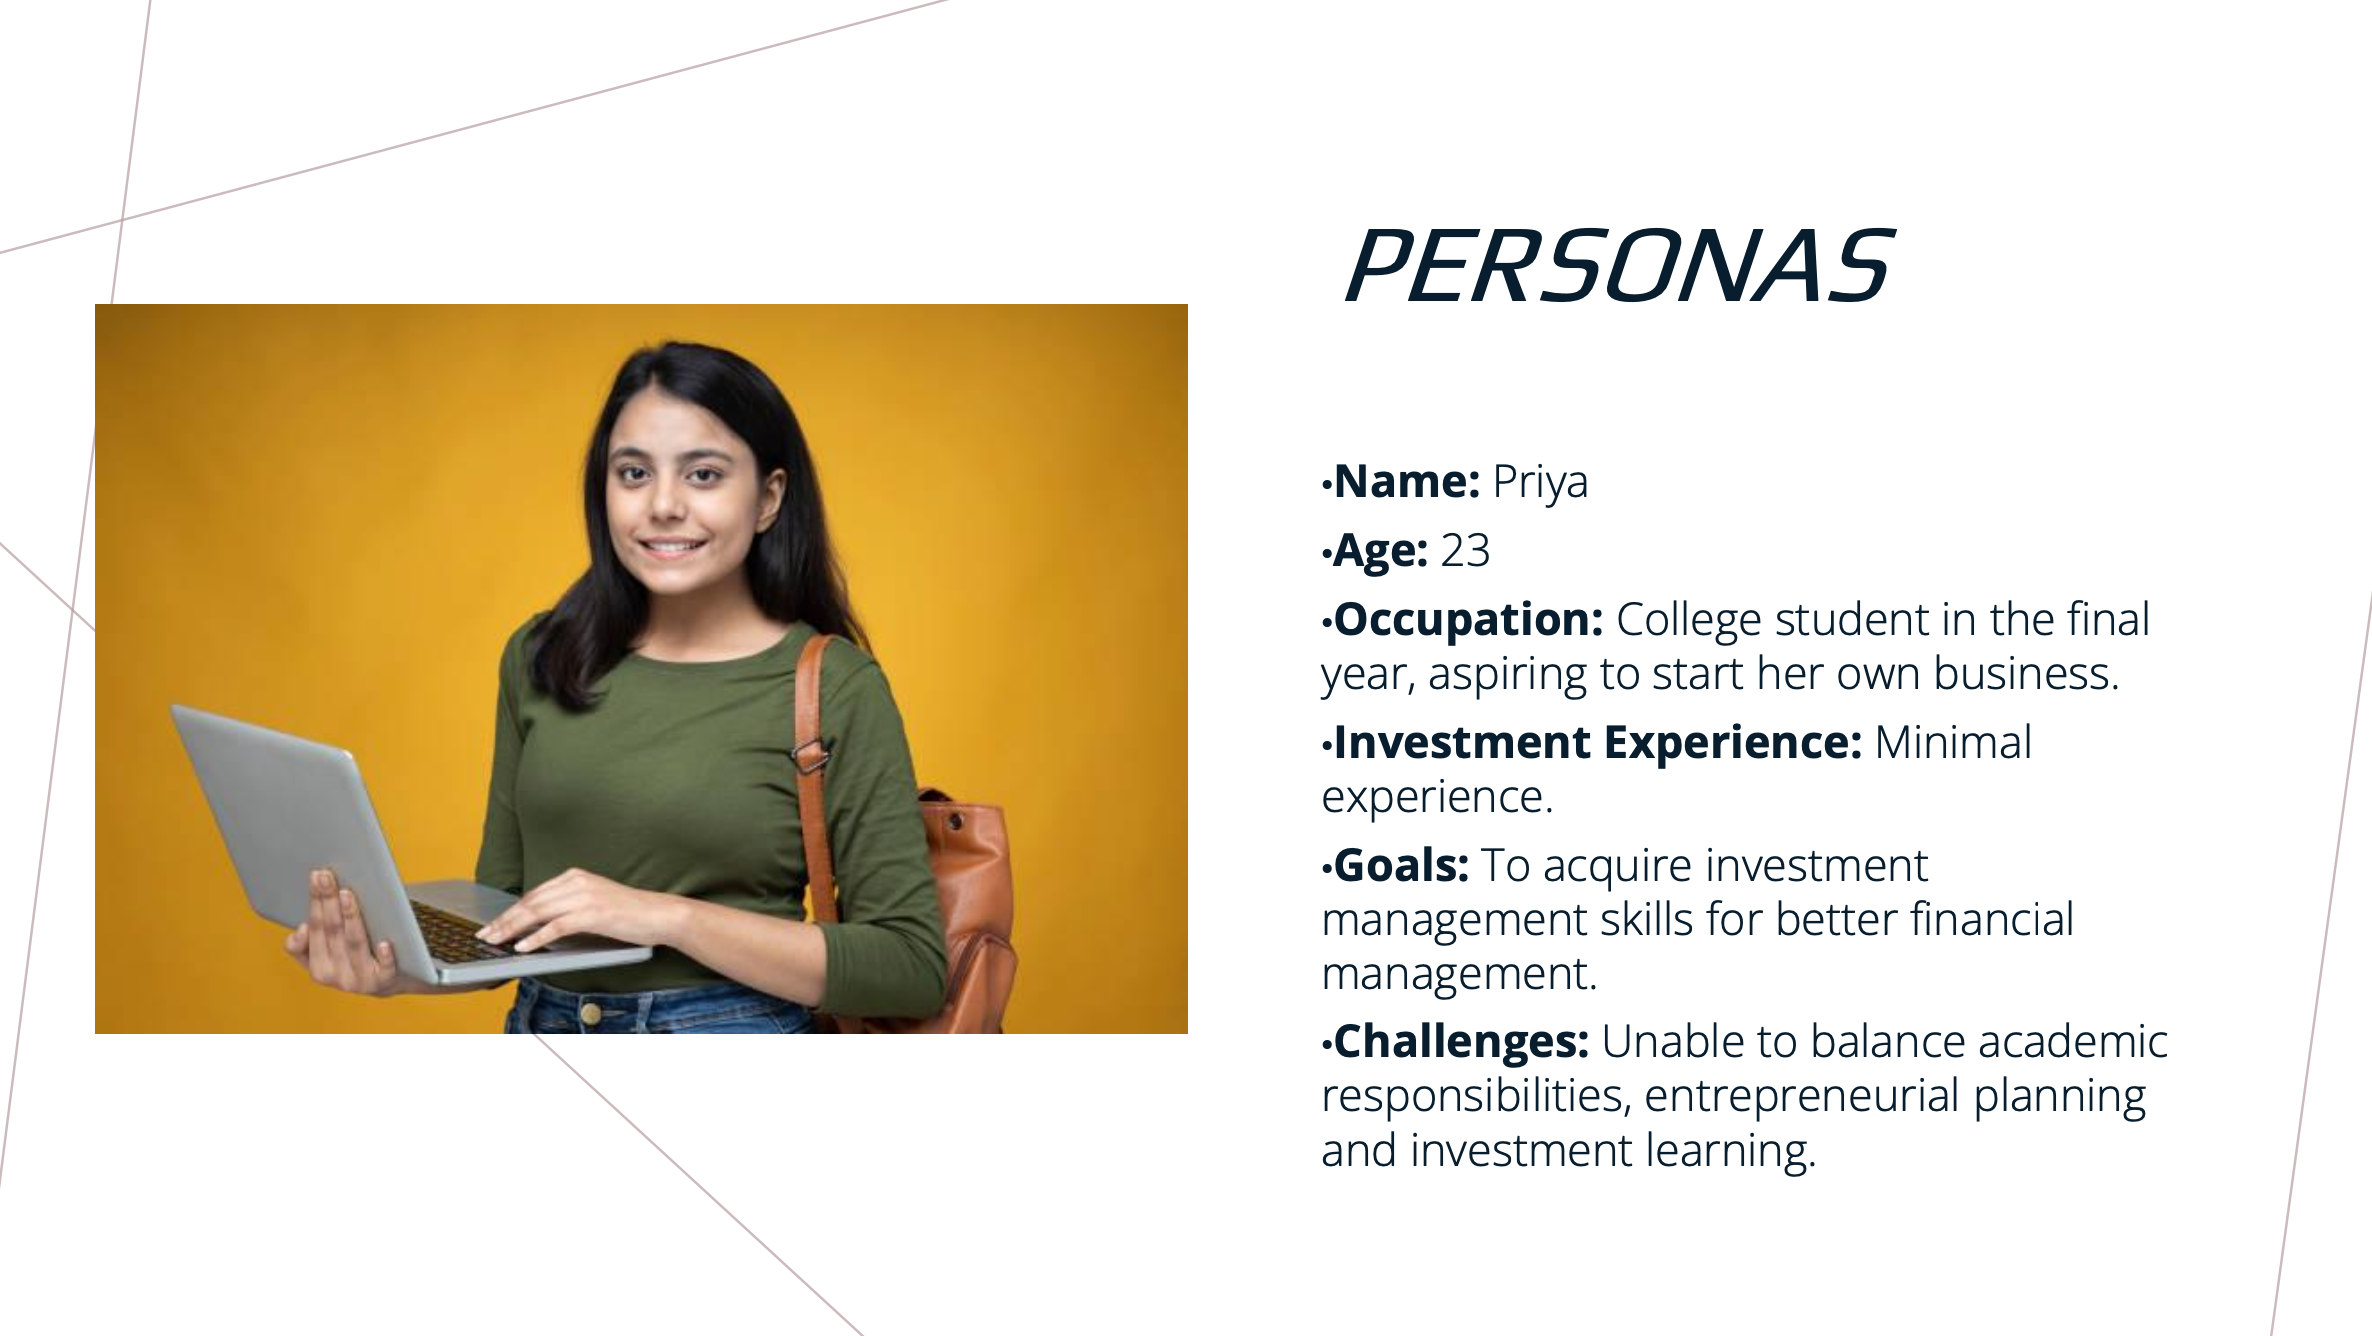 PERSONAS
•Name: Priya
•Age: 23
•Occupation: College student in the final
year, aspiring to start her own business.
•Investment Experience: Minimal
experience.
•Goals: To acquire investment
management skills for better financial
management.
•Challenges: Unable to balance academic
responsibilities, entrepreneurial planning
and investment learning.